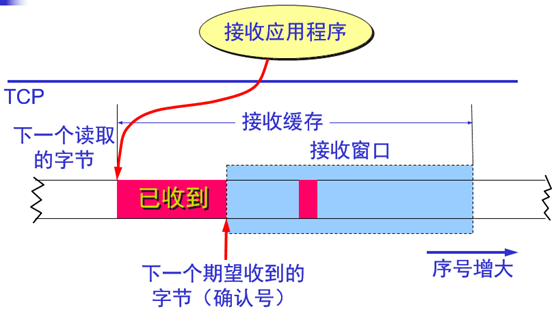 接收应用程序
TCP
接收缓存
下一个读取
的字节
接收窗口
已收到
下一个期望收到的
字节（确认号）
序号增大